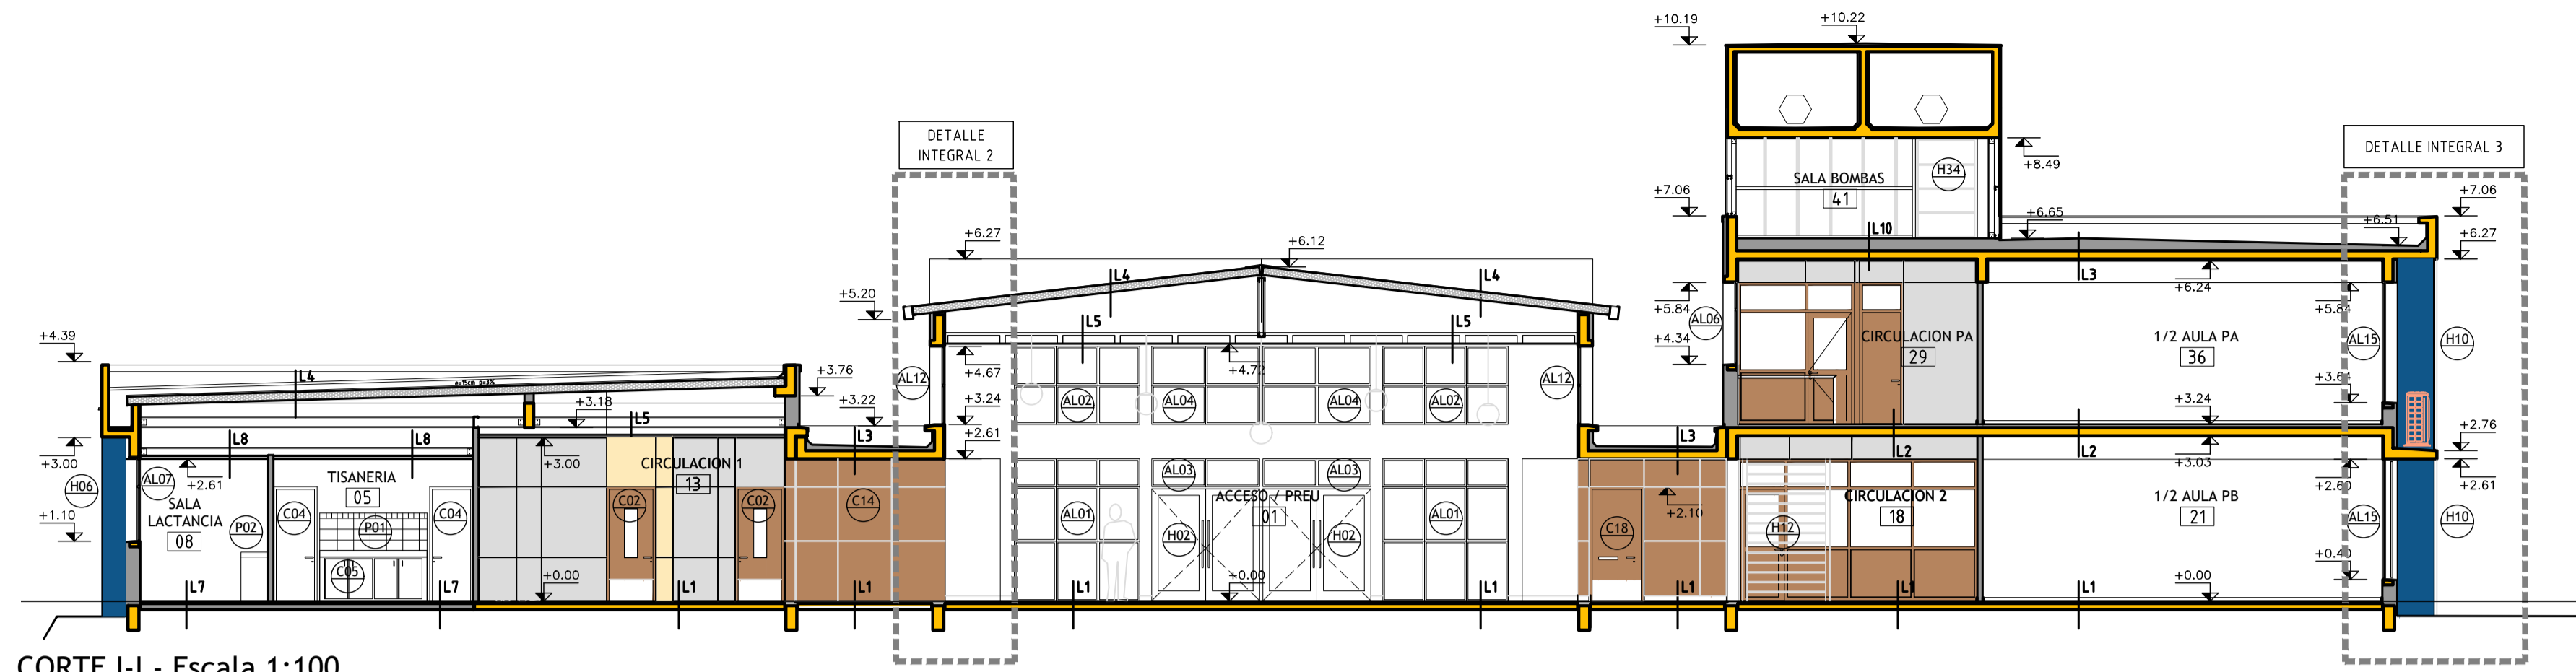 +10.19
+10.22
DETALLE
INTEGRAL 2
DETALLE INTEGRAL 3
+8.49
H34
SALA BOMBAS
41
+7.06
+7.06
+6.65
+6.51
L10
+6.27
+6.12
+6.27
L4
L4
L3
+6.24
+5.20
+5.84
+5.84
L5
L5
AL06
+4.39
+4.34
CIRCULACION PA
29
1/2 AULA PA
36
AL15
H10
+4.67
+4.72
L4
e=15cm p=3%
+3.76
AL12
AL12
+3.64
+3.18
L5
+3.22
+3.24
AL02
AL04
AL04
AL02
+3.24
L8
L8
L3
+2.61
L3
L2
L2
+2.76
+3.00
+3.00
+3.03
CIRCULACION 1
13
H06
AL07
+2.61
TISANERIA
05
AL03
AL03
+2.60
+2.61
SALA
LACTANCIA
08
C02
C02
C14
ACCESO / PREU
01
+2.10
CIRCULACION 2
18
1/2 AULA PB
21
+1.10
P02
C04
P01
C04
AL01
H02
H02
AL01
C18
H12
AL15
H10
C05
+0.40
+0.00
+0.00
+0.00
L7
L7
L1
L1
L1
L1
L1
L1
L1
CORTE I-I - Escala 1:100